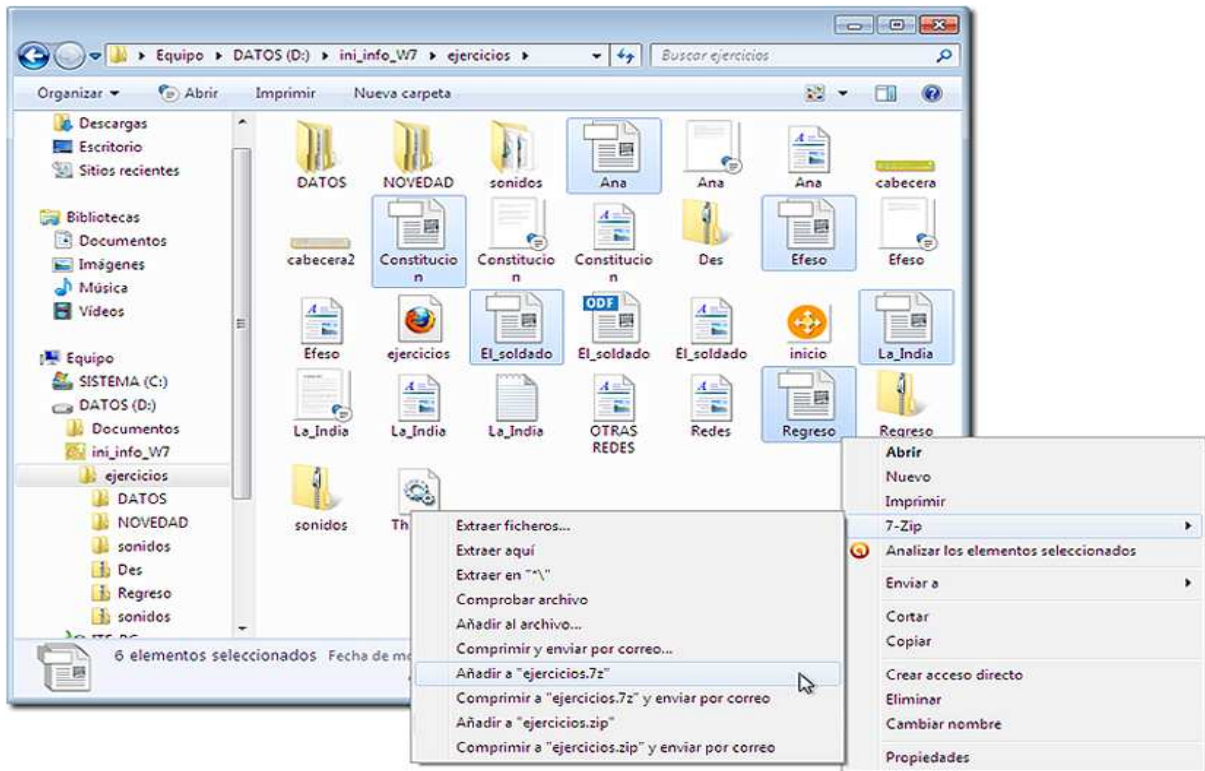 Equipo ▸ DATOS (D:) ▸ ini_info_W7 ▸ ejercicios ▸
Buscar ejercicios
Organizar Abrir Imprimir Nueva carpeta
Descargas
Escritorio
Sitios recientes
Bibliotecas
Documentos
Imágenes
Música
Vídeos
Equipo
SISTEMA (C:)
DATOS (D:)
Documentos
ini_info_W7
ejercicios
DATOS
NOVEDAD
sonidos
Des
Regreso
sonidos
DATOS NOVEDAD sonidos Ana Ana Ana cabecera
cabecera2 Constitucio Constitucio Constitucio Des Efeso Efeso
n n n
ODF
Efeso ejercicios El_soldado El_soldado El_soldado inicio La_India
La_India La_India La_India OTRAS Redes Regreso Regreso
REDES
sonidos Th
6 elementos seleccionados Fecha de mo
Abrir
Nuevo
Imprimir
7-Zip
Analizar los elementos seleccionados
Enviar a
Cortar
Copiar
Crear acceso directo
Eliminar
Cambiar nombre
Propiedades
Extraer ficheros...
Extraer aquí
Extraer en "*\"
Comprobar archivo
Añadir al archivo...
Comprimir y enviar por correo...
Añadir a "ejercicios.7z"
Comprimir a "ejercicios.7z" y enviar por correo
Añadir a "ejercicios.zip"
Comprimir a "ejercicios.zip" y enviar por correo